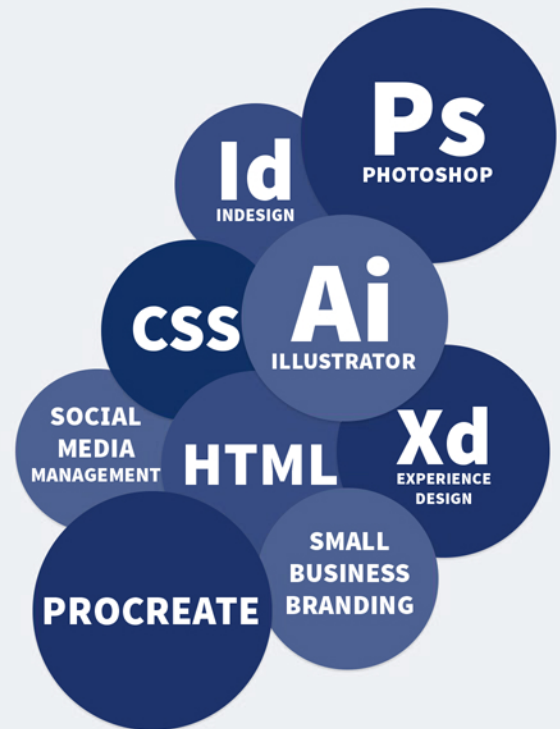 Ps
PHOTOSHOP
Id
INDESIGN
Ai
ILLUSTRATOR
CSS
SOCIAL
MEDIA
MANAGEMENT
HTML
Xd
EXPERIENCE
DESIGN
SMALL
BUSINESS
BRANDING
PROCREATE